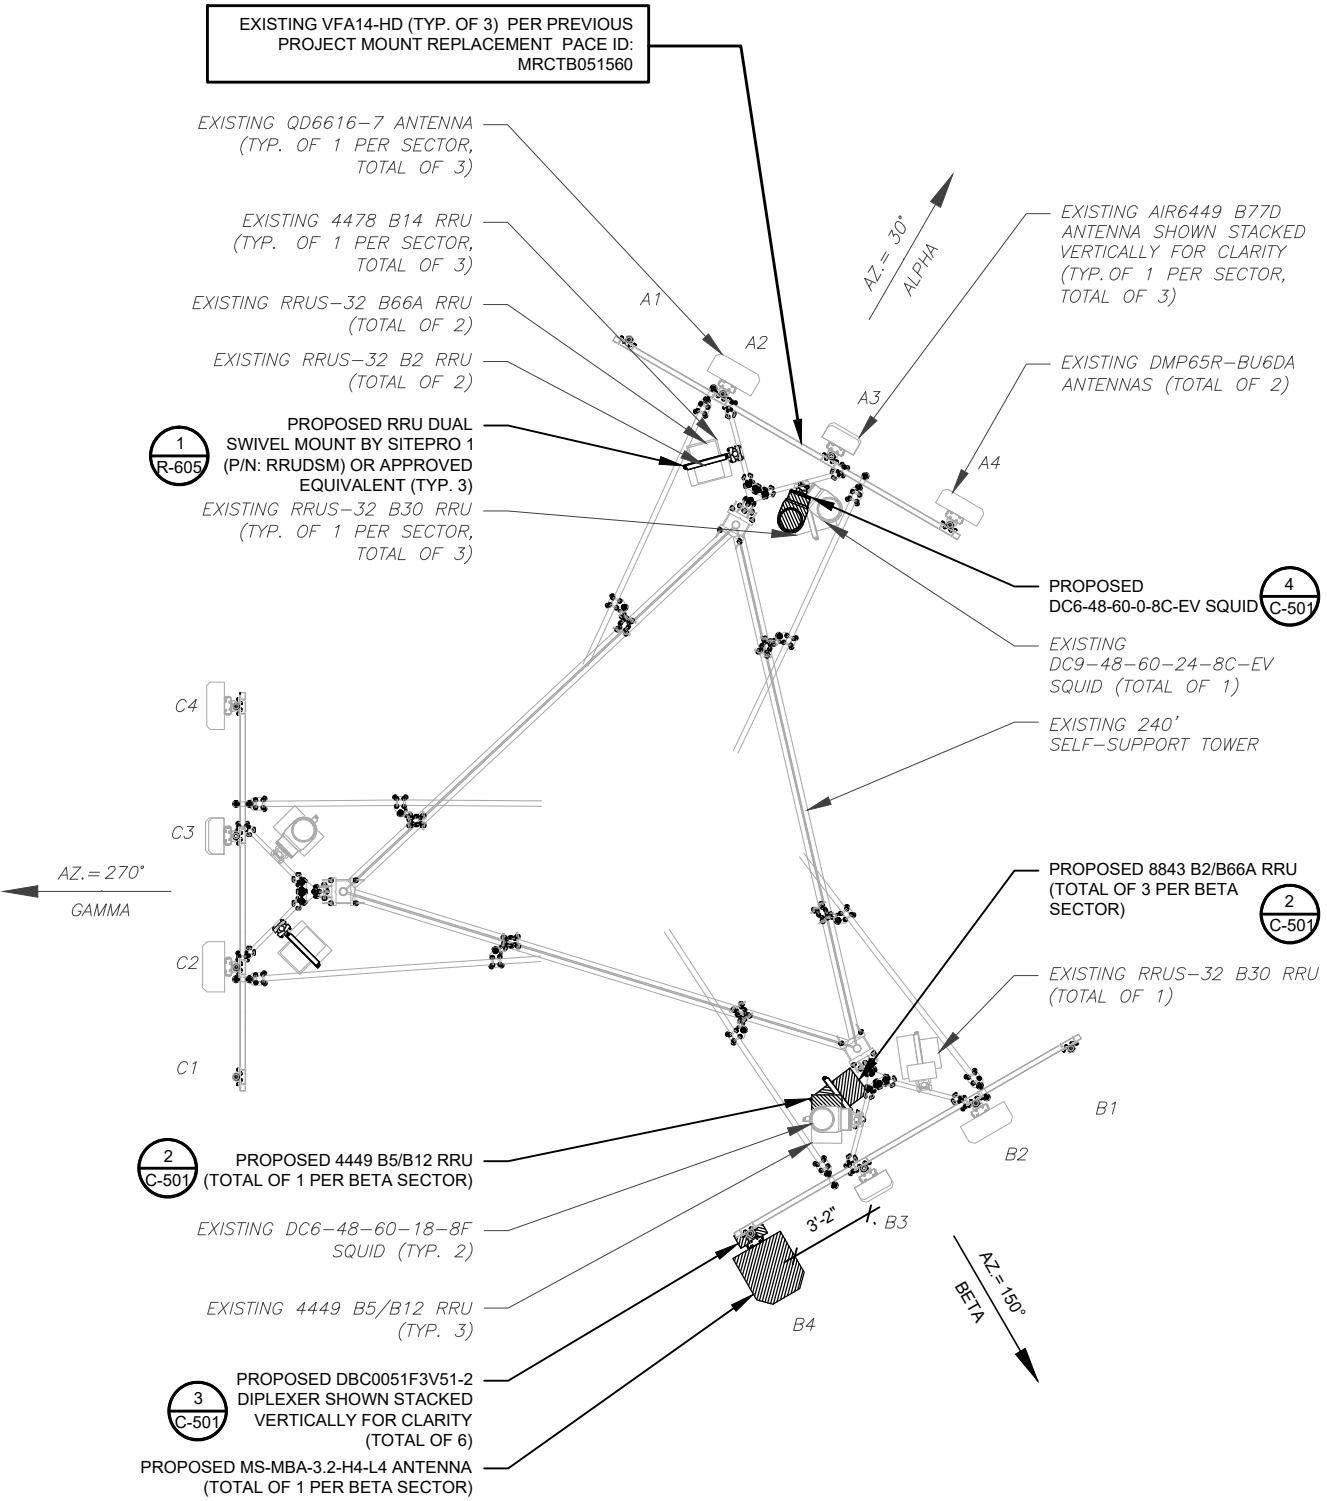 EXISTING VFA14-HD (TYP. OF 3) PER PREVIOUS
PROJECT MOUNT REPLACEMENT PACE ID:
MRCTB051560
EXISTING QD6616-7 ANTENNA
(TYP. OF 1 PER SECTOR,
TOTAL OF 3)
EXISTING 4478 B14 RRU
(TYP. OF 1 PER SECTOR,
TOTAL OF 3)
EXISTING RRUS-32 B66A RRU
(TOTAL OF 2)
EXISTING RRUS-32 B2 RRU
(TOTAL OF 2)
PROPOSED RRU DUAL
SWIVEL MOUNT BY SITEPRO 1
(P/N: RRUDSM) OR APPROVED
EQUIVALENT (TYP. 3)
1
R-605
EXISTING RRUS-32 B30 RRU
(TYP. OF 1 PER SECTOR,
TOTAL OF 3)
A1
A2
A3
A4
AZ.= 30°
ALPHA
EXISTING AIR6449 B77D
ANTENNA SHOWN STACKED
VERTICALLY FOR CLARITY
(TYP.OF 1 PER SECTOR,
TOTAL OF 3)
EXISTING DMP65R-BU6DA
ANTENNAS (TOTAL OF 2)
PROPOSED
DC6-48-60-0-8C-EV SQUID
4
C-501
EXISTING
DC9-48-60-24-8C-EV
SQUID (TOTAL OF 1)
EXISTING 240'
SELF-SUPPORT TOWER
C4
C3
AZ.= 270°
GAMMA
C2
C1
PROPOSED 8843 B2/B66A RRU
(TOTAL OF 3 PER BETA
SECTOR)
2
C-501
EXISTING RRUS-32 B30 RRU
(TOTAL OF 1)
B1
B2
B3
B4
3'-2"
AZ.= 150°
BETA
2
C-501
PROPOSED 4449 B5/B12 RRU
(TOTAL OF 1 PER BETA SECTOR)
EXISTING DC6-48-60-18-8F
SQUID (TYP. 2)
EXISTING 4449 B5/B12 RRU
(TYP. 3)
3
C-501
PROPOSED DBC0051F3V51-2
DIPLEXER SHOWN STACKED
VERTICALLY FOR CLARITY
(TOTAL OF 6)
PROPOSED MS-MBA-3.2-H4-L4 ANTENNA
(TOTAL OF 1 PER BETA SECTOR)